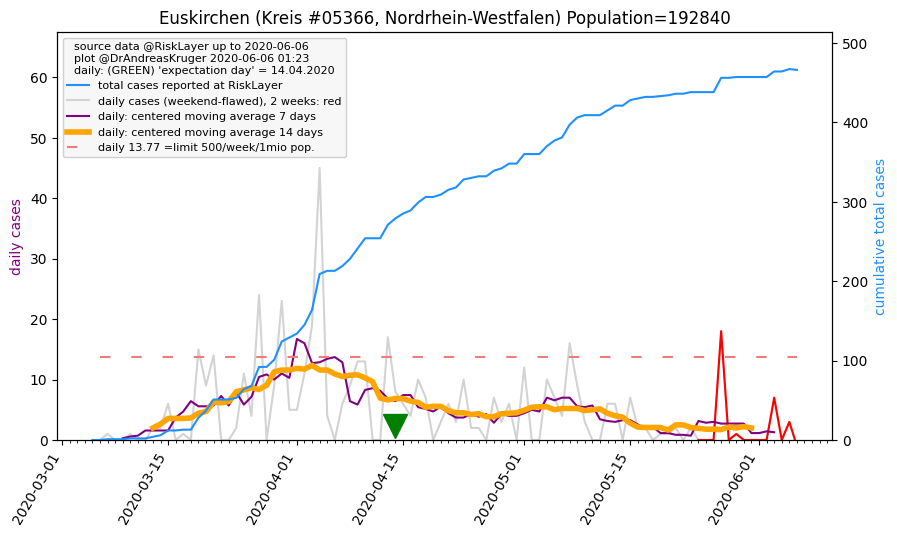 Euskirchen (Kreis #05366, Nordrhein-Westfalen) Population=192840
source data @RiskLayer up to 2020-06-06
plot @DrAndreasKruger 2020-06-06 01:23
daily: (GREEN) 'expectation day' = 14.04.2020
total cases reported at RiskLayer
daily cases (weekend-flawed), 2 weeks: red
daily: centered moving average 7 days
daily: centered moving average 14 days
daily 13.77 =limit 500/week/1mio pop.
daily cases
60
50
40
30
20
10
0
500
400
300
200
100
0
cumulative total cases
2020-03-01
2020-03-15
2020-04-01
2020-04-15
2020-05-01
2020-05-15
2020-06-01